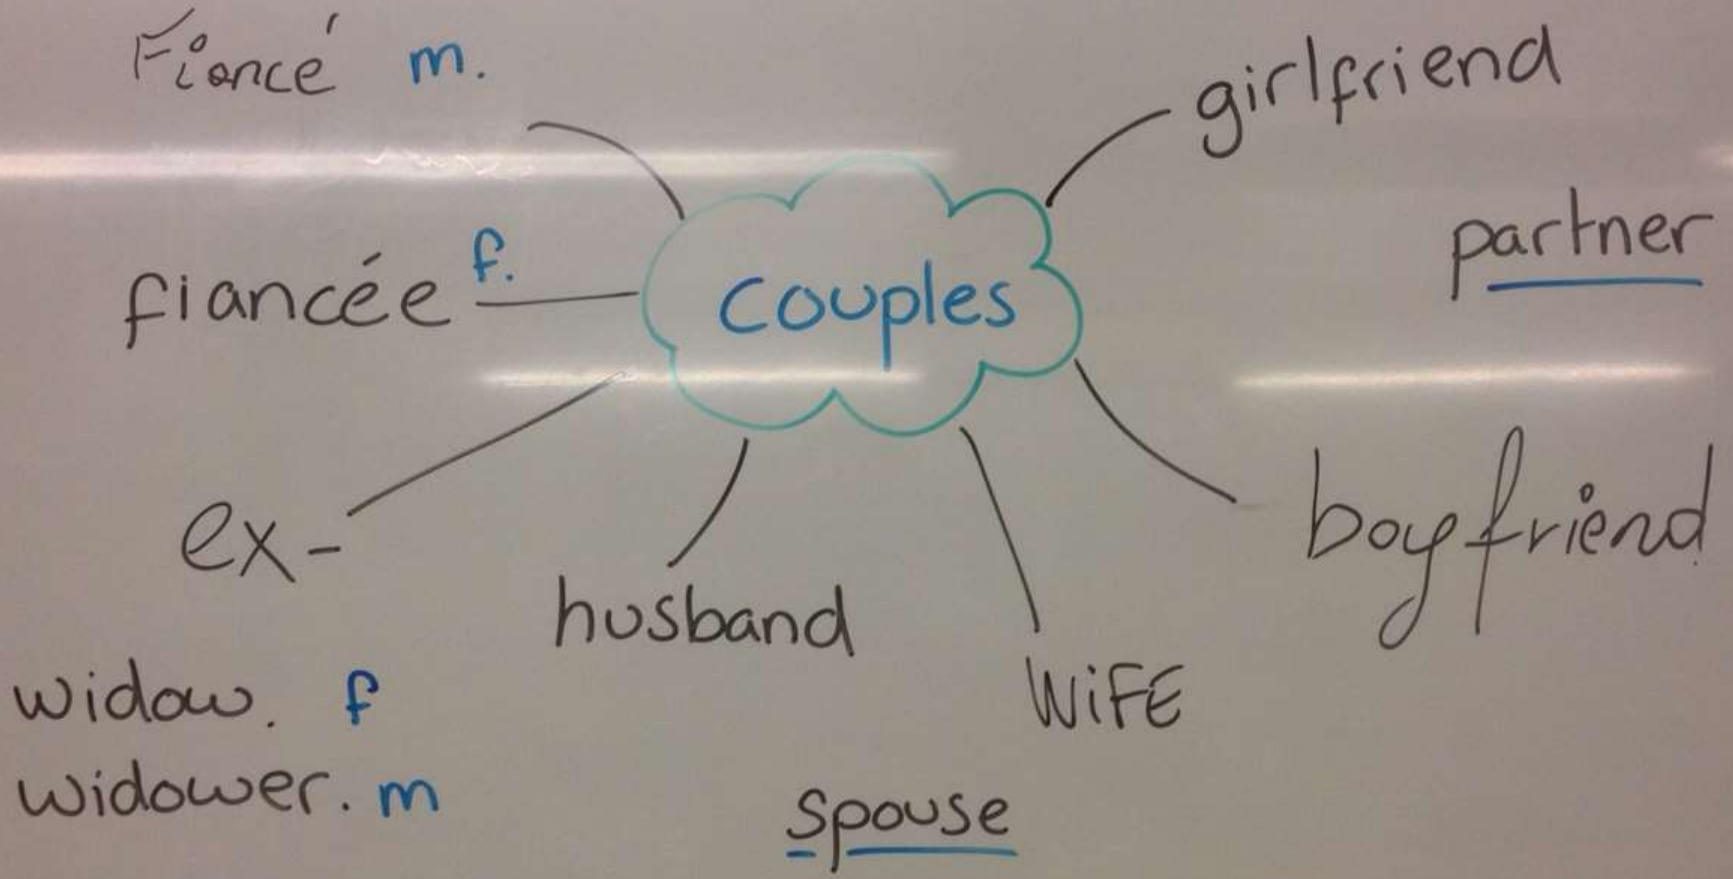 Fiancé m.
girlfriend
partner
fiancée f.
couples
ex-
boyfriend
husband
WiFE
widow. f
widower. m
spouse